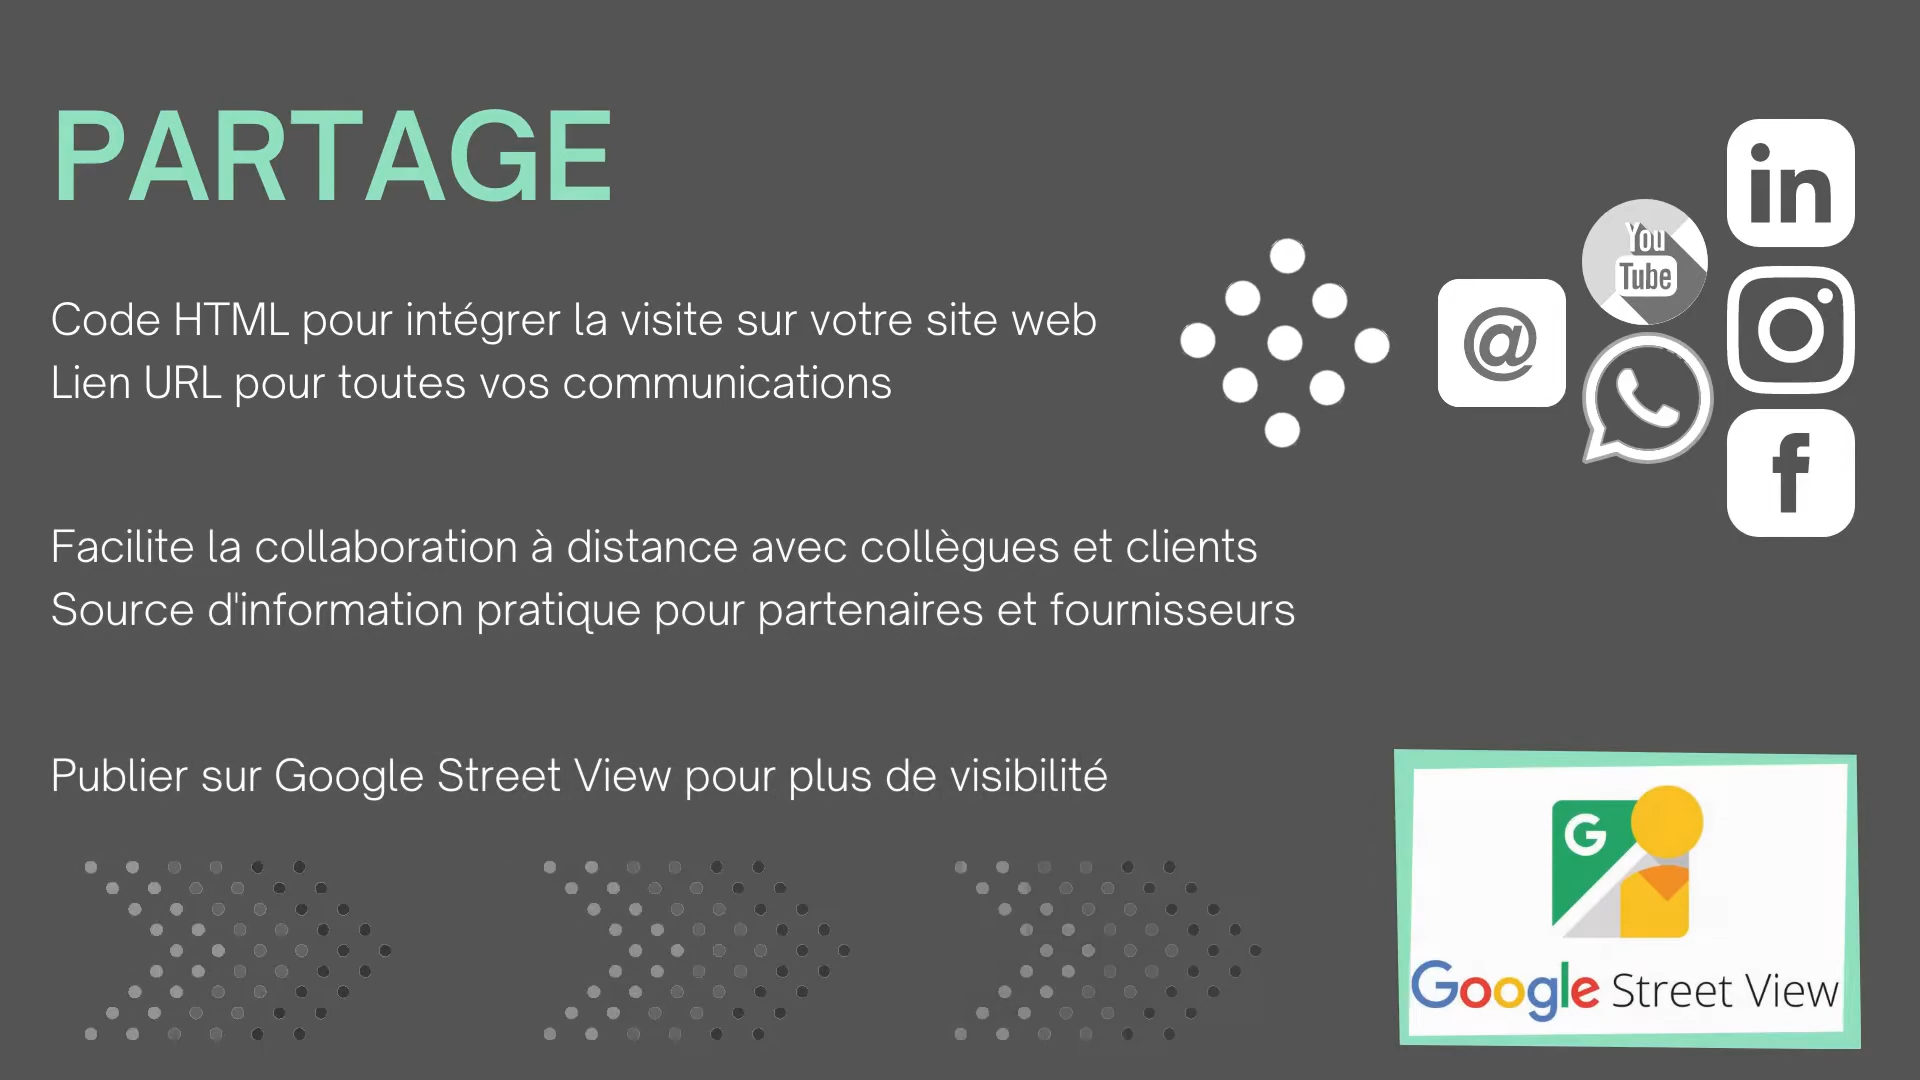 PARTAGE
Code HTML pour intégrer la visite sur votre site web
Lien URL pour toutes vos communications
in
You
Tube
@
f
Facilite la collaboration à distance avec collègues et clients
Source d'information pratique pour partenaires et fournisseurs
Publier sur Google Street View pour plus de visibilité
G
Google Street View